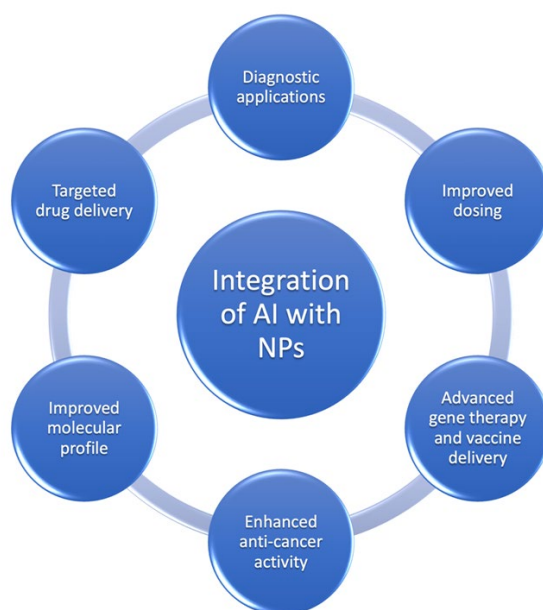 Diagnostic
applications
Targeted
drug delivery
Improved
dosing
Integration
of AI with
NPs
Improved
molecular
profile
Advanced
gene therapy
and vaccine
delivery
Enhanced
anti-cancer
activity